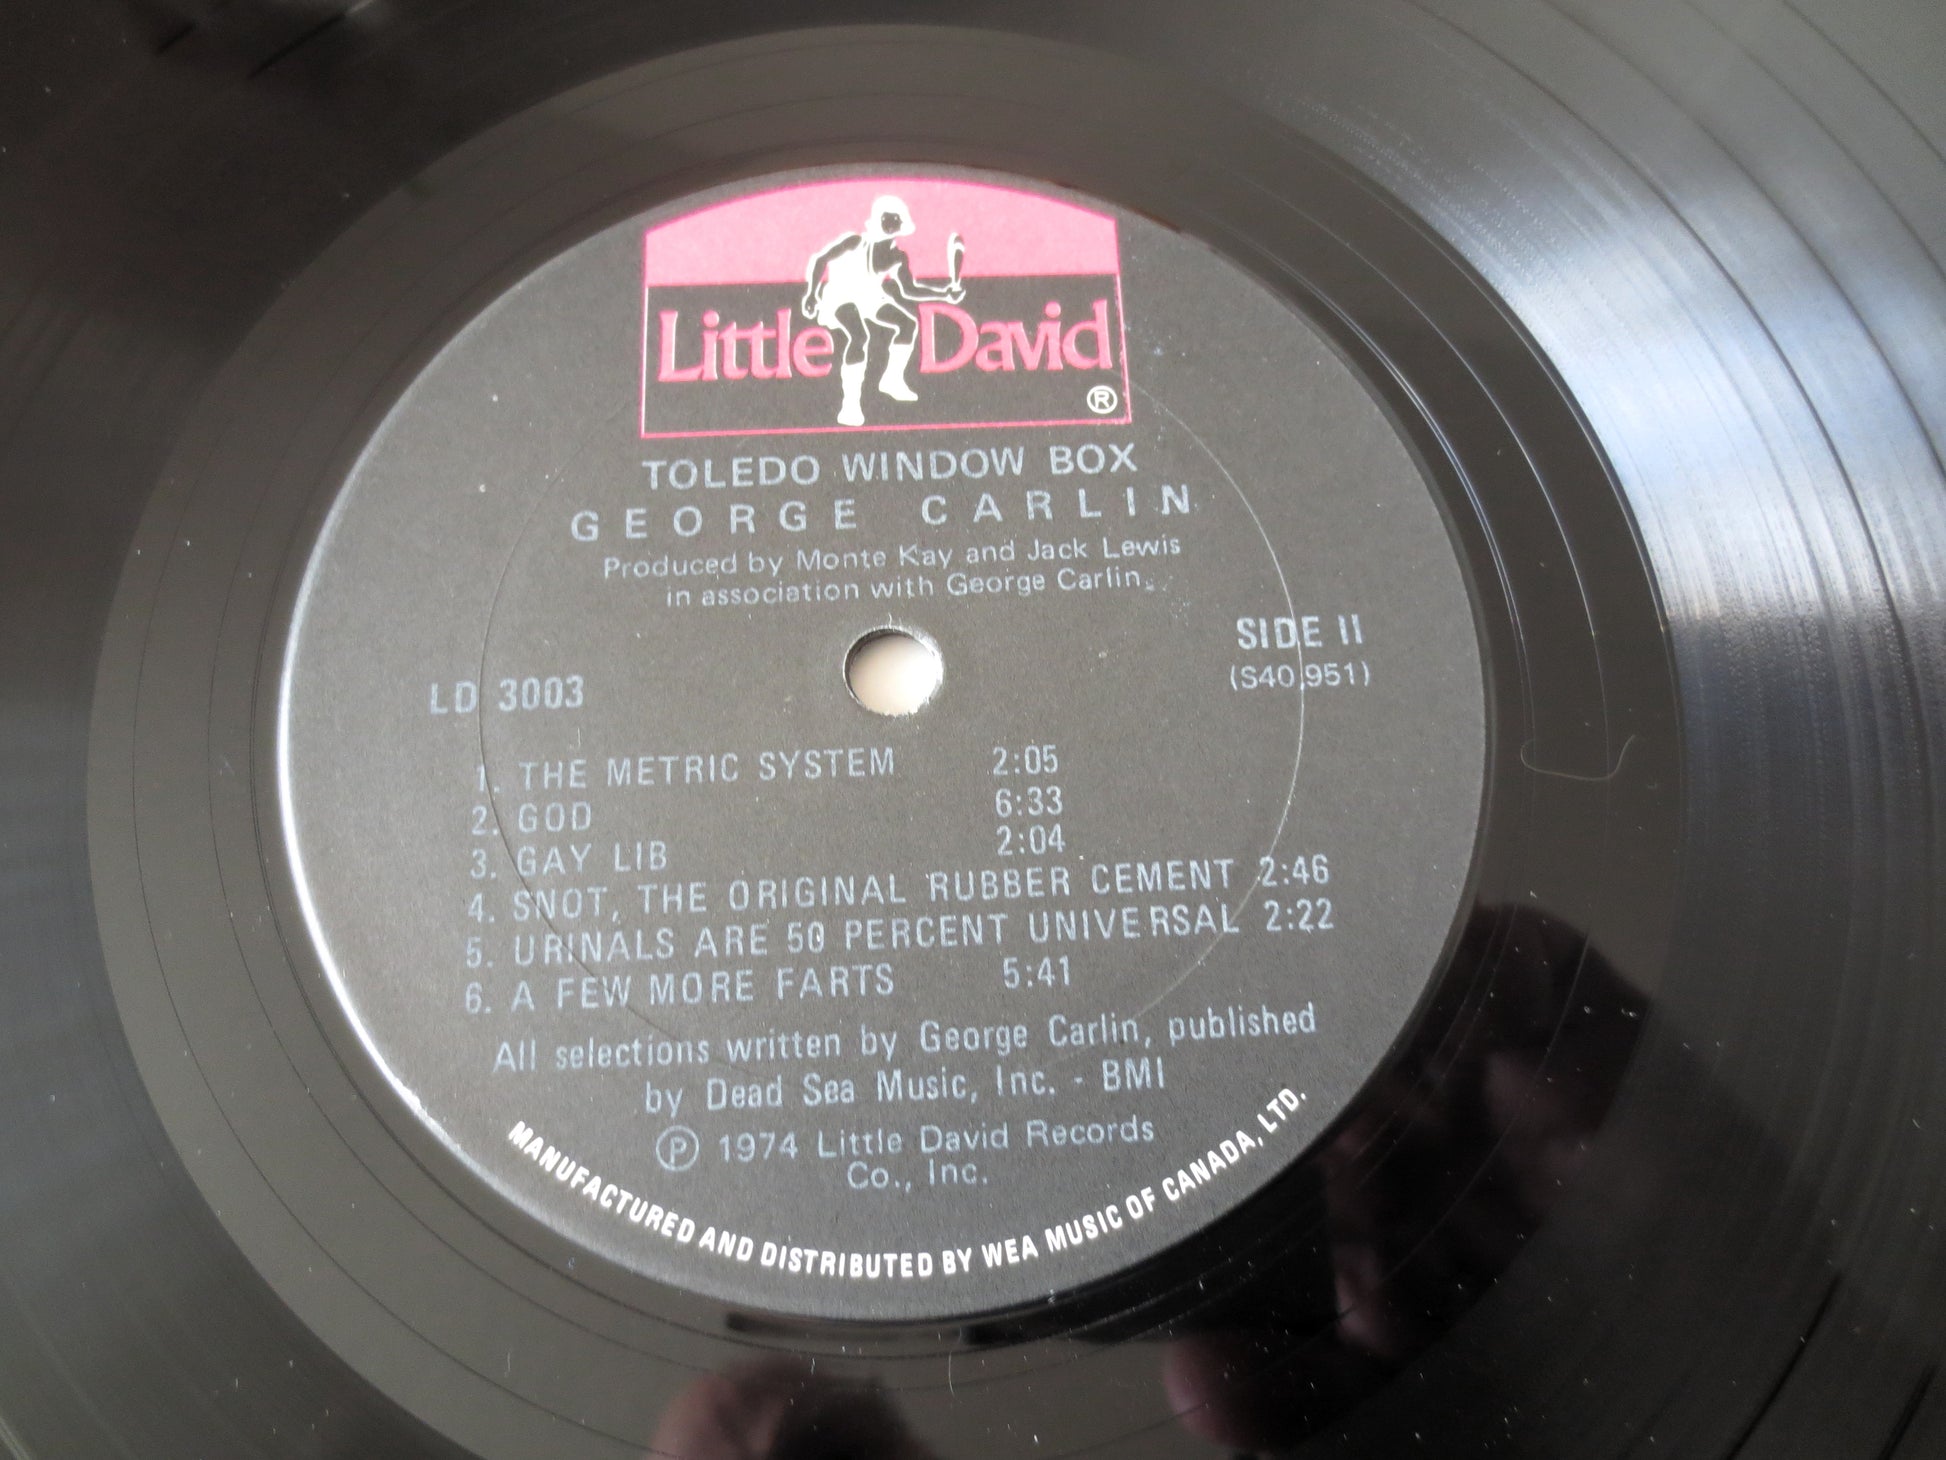 Little David
®
TOLEDO WINDOW BOX
GEORGE CARLIN
Produced by Monte Kay and Jack Lewis
in association with George Carlin
SIDE II
(S40,951)
LD 3003
1. THE METRIC SYSTEM 2:05
2. GOD 6:33
3. GAY LIB 2:04
4. SNOT, THE ORIGINAL RUBBER CEMENT 2:46
5. URINALS ARE 50 PERCENT UNIVERSAL 2:22
6. A FEW MORE FARTS 5:41
All selections written by George Carlin, published
by Dead Sea Music, Inc. - BMI
Ⓟ 1974 Little David Records
Co., Inc.
MANUFACTURED AND DISTRIBUTED BY WEA MUSIC OF CANADA, LTD.